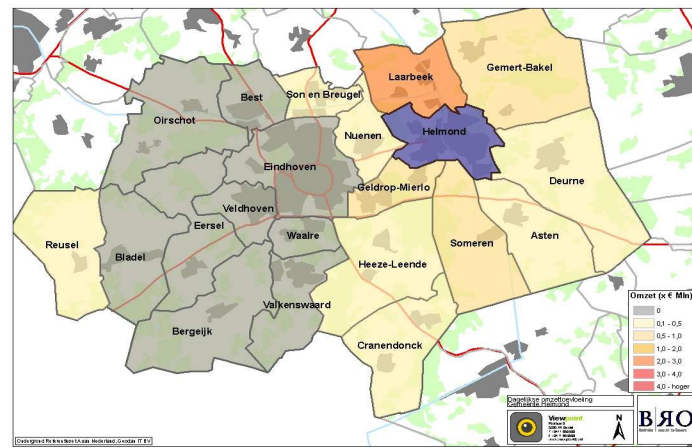 Laarbeek
Gemert-Bakel
Best
Son en Breugel
Oirschot
Nuenen
Helmond
Eindhoven
Deurne
Geldrop-Mierlo
Veldhoven
Eersel
Asten
Reusel
Waalre
Someren
Bladel
Heeze-Leende
Valkenswaard
Bergeijk
Cranendonck
Omzet (x € Mln)
0
0,1 - 0,5
0,5 - 1,0
1,0 - 2,0
2,0 - 3,0
3,0 - 4,0
4,0 - hoger
Dagelijkse omzettoevloeiing
Gemeente Helmond
Viewpoint
N
BRO